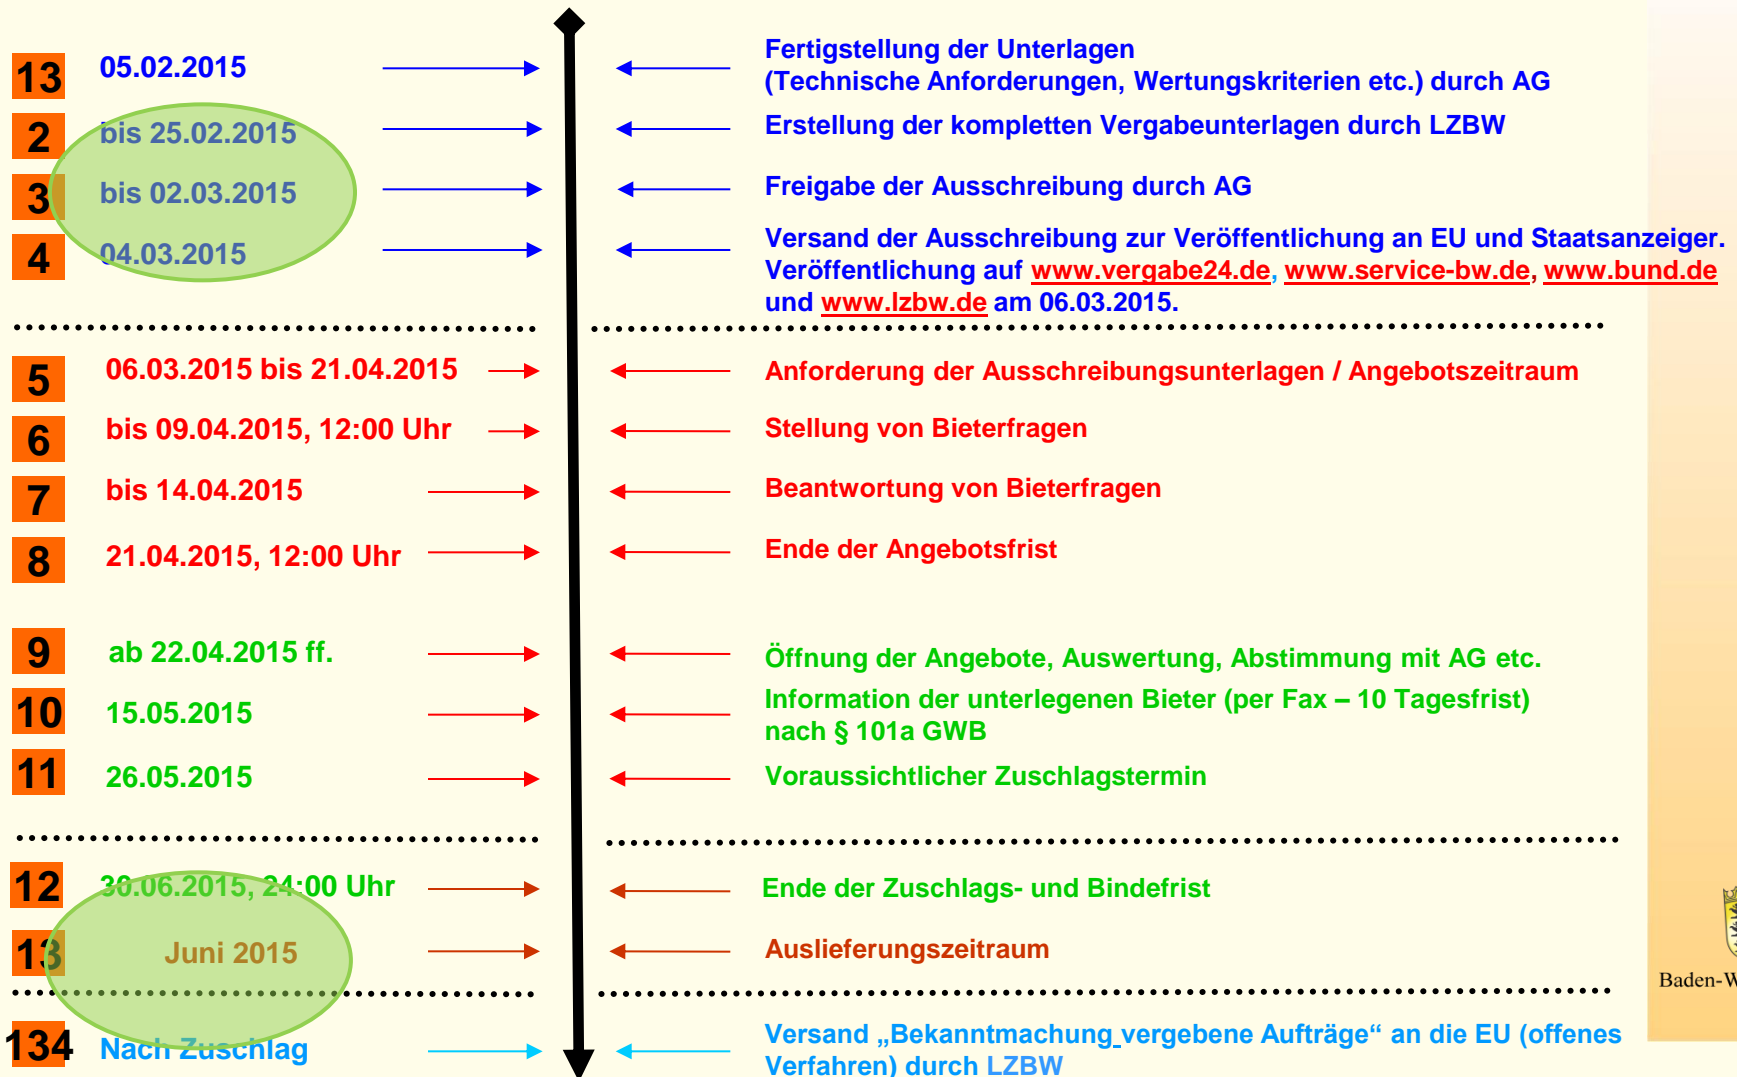 13 05.02.2015 Fertigstellung der Unterlagen
(Technische Anforderungen, Wertungskriterien etc.) durch AG
2 bis 25.02.2015 Erstellung der kompletten Vergabeunterlagen durch LZBW
3 bis 02.03.2015 Freigabe der Ausschreibung durch AG
4 04.03.2015 Versand der Ausschreibung zur Veröffentlichung an EU und Staatsanzeiger.
Veröffentlichung auf www.vergabe24.de, www.service-bw.de, www.bund.de
und www.lzbw.de am 06.03.2015.
5 06.03.2015 bis 21.04.2015 Anforderung der Ausschreibungsunterlagen / Angebotszeitraum
6 bis 09.04.2015, 12:00 Uhr Stellung von Bieterfragen
7 bis 14.04.2015 Beantwortung von Bieterfragen
8 21.04.2015, 12:00 Uhr Ende der Angebotsfrist
9 ab 22.04.2015 ff. Öffnung der Angebote, Auswertung, Abstimmung mit AG etc.
10 15.05.2015 Information der unterlegenen Bieter (per Fax – 10 Tagesfrist)
nach § 101a GWB
11 26.05.2015 Voraussichtlicher Zuschlagstermin
12 30.06.2015, 24:00 Uhr Ende der Zuschlags- und Bindefrist
13 Juni 2015 Auslieferungszeitraum
Baden-W
134 Nach Zuschlag Versand „Bekanntmachung vergebene Aufträge“ an die EU (offenes
Verfahren) durch LZBW